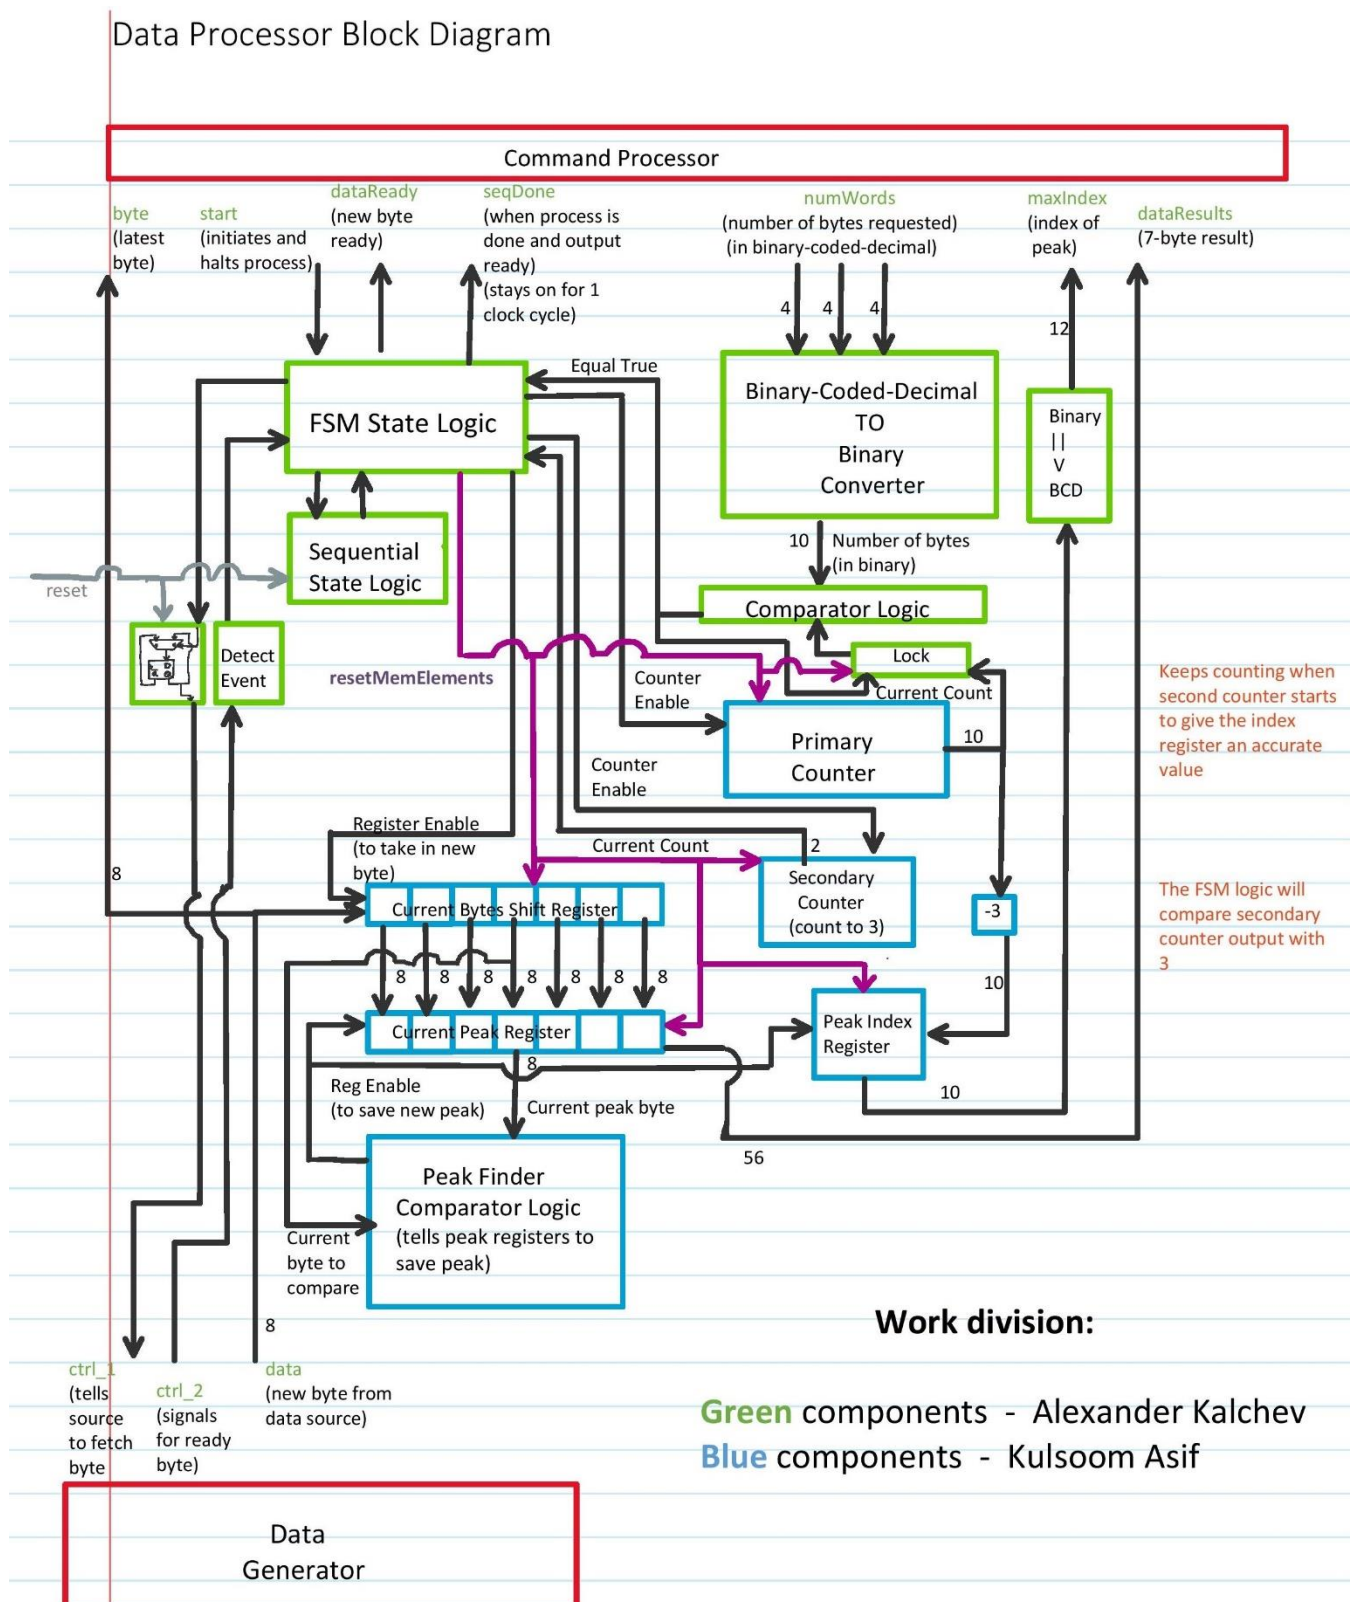 Data Processor Block Diagram
Command Processor
byte
(latest
byte)
start
(initiates and
halts process)
dataReady
(new byte
ready)
seqDone
(when process is
done and output
ready)
(stays on for 1
clock cycle)
numWords
(number of bytes requested)
(in binary-coded-decimal)
maxIndex
(index of
peak)
dataResults
(7-byte result)
4
4
4
12
Equal True
FSM State Logic
Binary-Coded-Decimal
TO
Binary
Converter
Binary
||
V
BCD
10
Number of bytes
(in binary)
Sequential
State Logic
reset
Comparator Logic
Lock
Detect
Event
resetMemElements
Current Count
Counter
Enable
Primary
Counter
10
Keeps counting when
second counter starts
to give the index
register an accurate
value
Counter
Enable
Register Enable
(to take in new
byte)
Current Count
2
8
Secondary
Counter
(count to 3)
-3
The FSM logic will
compare secondary
counter output with
3
Current Bytes Shift Register
8
8
8
8
8
8
8
10
Current Peak Register
Peak Index
Register
8
Reg Enable
(to save new peak)
Current peak byte
10
56
Peak Finder
Comparator Logic
(tells peak registers to
save peak)
Current
byte to
compare
8
Work division:
ctrl_1
(tells
source
to fetch
byte
ctrl_2
(signals
for ready
byte)
data
(new byte from
data source)
Green components - Alexander Kalchev
Blue components - Kulsoom Asif
Data
Generator